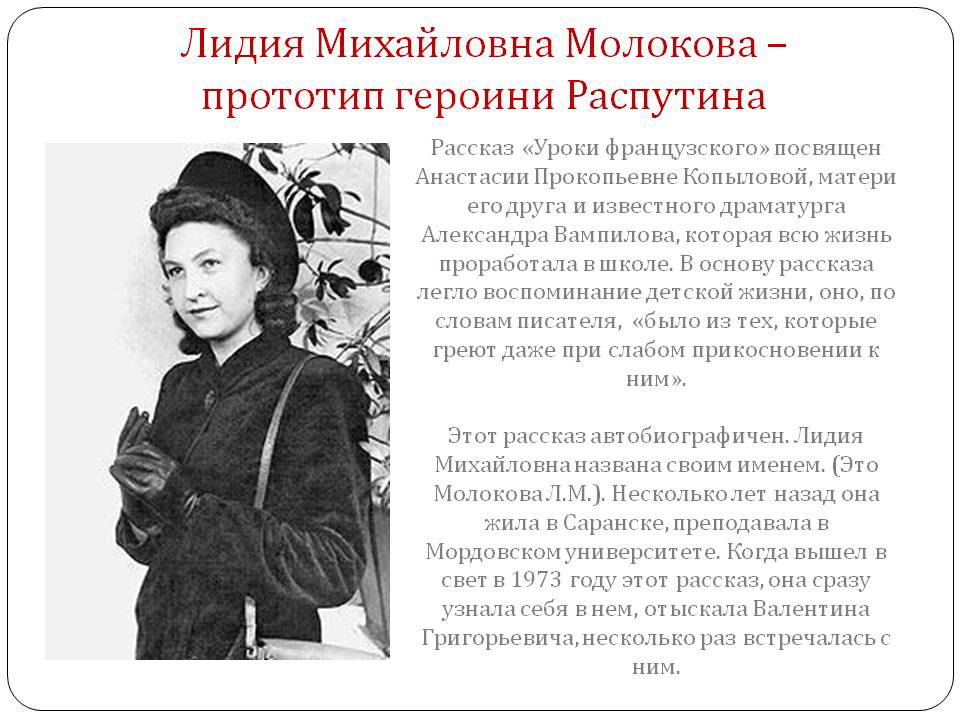 Лидия Михайловна Молокова –
прототип героини Распутина
Рассказ «Уроки французского» посвящен
Анастасии Прокопьевне Копыловой, матери
его друга и известного драматурга
Александра Вампилова, которая всю жизнь
проработала в школе. В основу рассказа
легло воспоминание детской жизни, оно, по
словам писателя, «было из тех, которые
греют даже при слабом прикосновении к
ним».
Этот рассказ автобиографичен. Лидия
Михайловна названа своим именем. (Это
Молокова Л.М.). Несколько лет назад она
жила в Саранске, преподавала в
Мордовском университете. Когда вышел в
свет в 1973 году этот рассказ, она сразу
узнала себя в нем, отыскала Валентина
Григорьевича, несколько раз встречалась с
ним.